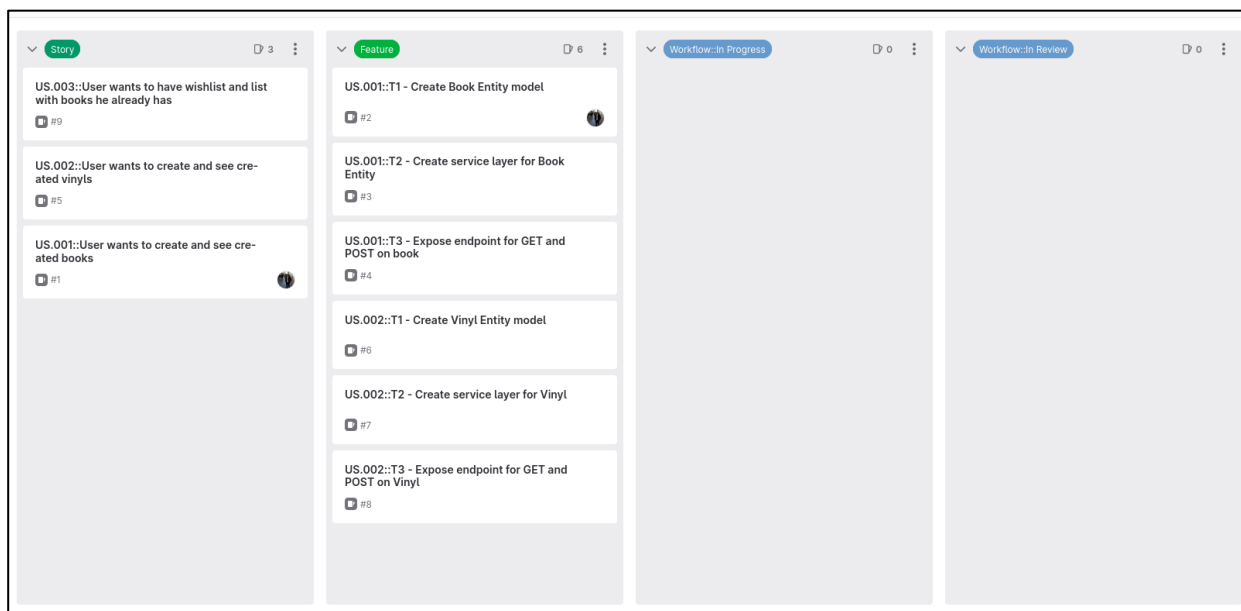 Story
3
US.003::User wants to have wishlist and list
with books he already has
#9
US.002::User wants to create and see cre-
ated vinyls
#5
US.001::User wants to create and see cre-
ated books
#1
Feature
6
US.001::T1 - Create Book Entity model
#2
US.001::T2 - Create service layer for Book
Entity
#3
US.001::T3 - Expose endpoint for GET and
POST on book
#4
US.002::T1 - Create Vinyl Entity model
#6
US.002::T2 - Create service layer for Vinyl
#7
US.002::T3 - Expose endpoint for GET and
POST on Vinyl
#8
Workflow::In Progress
0
Workflow::In Review
0